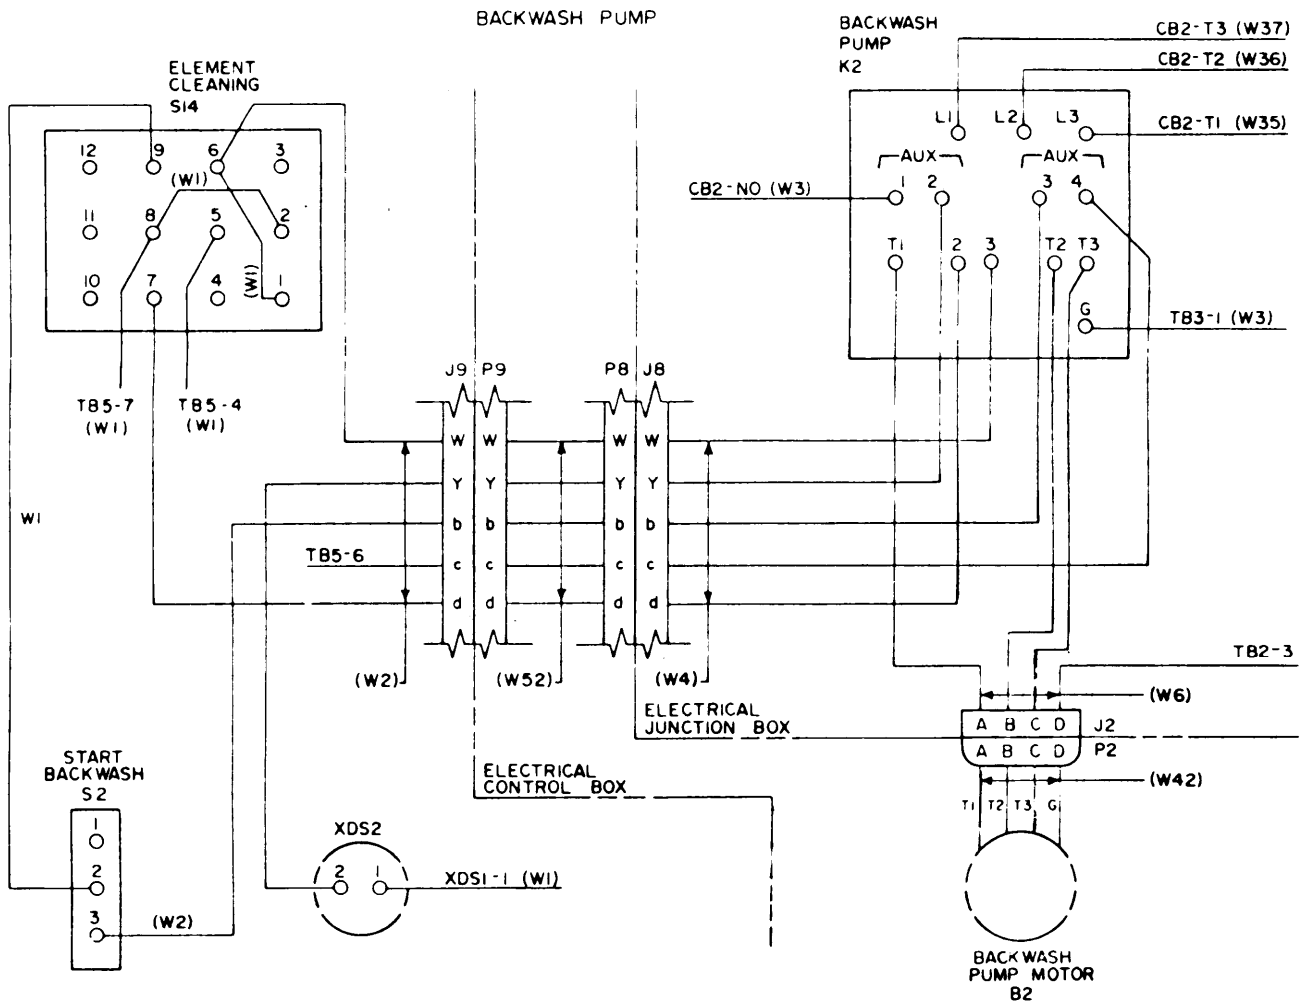 BACKWASH PUMP
BACKWASH
PUMP
K2
CB2-T3 (W37)
CB2-T2 (W36)
CB2-T1 (W35)
ELEMENT
CLEANING
S14
L1 L2 L3
AUX AUX
12 9 6 3
(W1)
CB2-NO (W3)
1 2 3 4
11 8 5 2
T1 2 3 T2 T3
10 7 4 1
(W1)
G
TB3-1 (W3)
J9 P9 P8 J8
TB5-7
(W1)
TB5-4
(W1)
W W W W
Y Y Y Y
W1
b b b b
TB5-6
c c c c
d d d d
(W2)
(W52)
(W4)
TB2-3
(W6)
ELECTRICAL
JUNCTION BOX
A B C D J2
A B C D P2
START
BACKWASH
S2
ELECTRICAL
CONTROL BOX
(W42)
T1 T2 T3 G
1
2
3
(W2)
XDS2
2 1
XDS1-1 (W1)
BACKWASH
PUMP MOTOR
B2